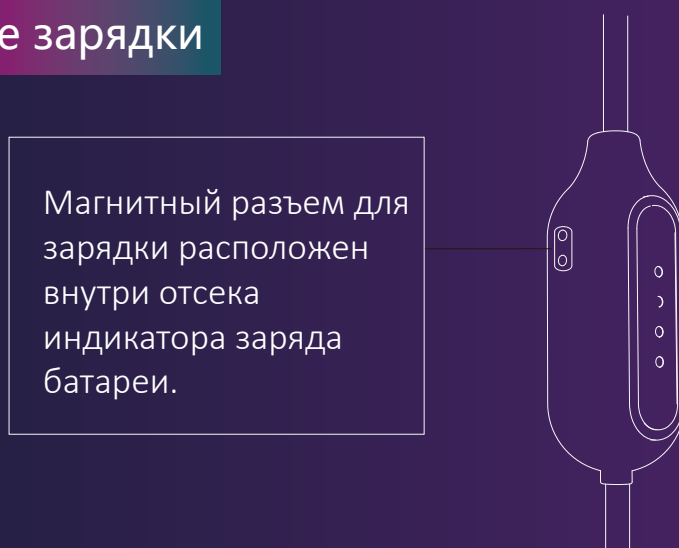 е зарядки
Магнитный разъем для
зарядки расположен
внутри отсека
индикатора заряда
батареи.